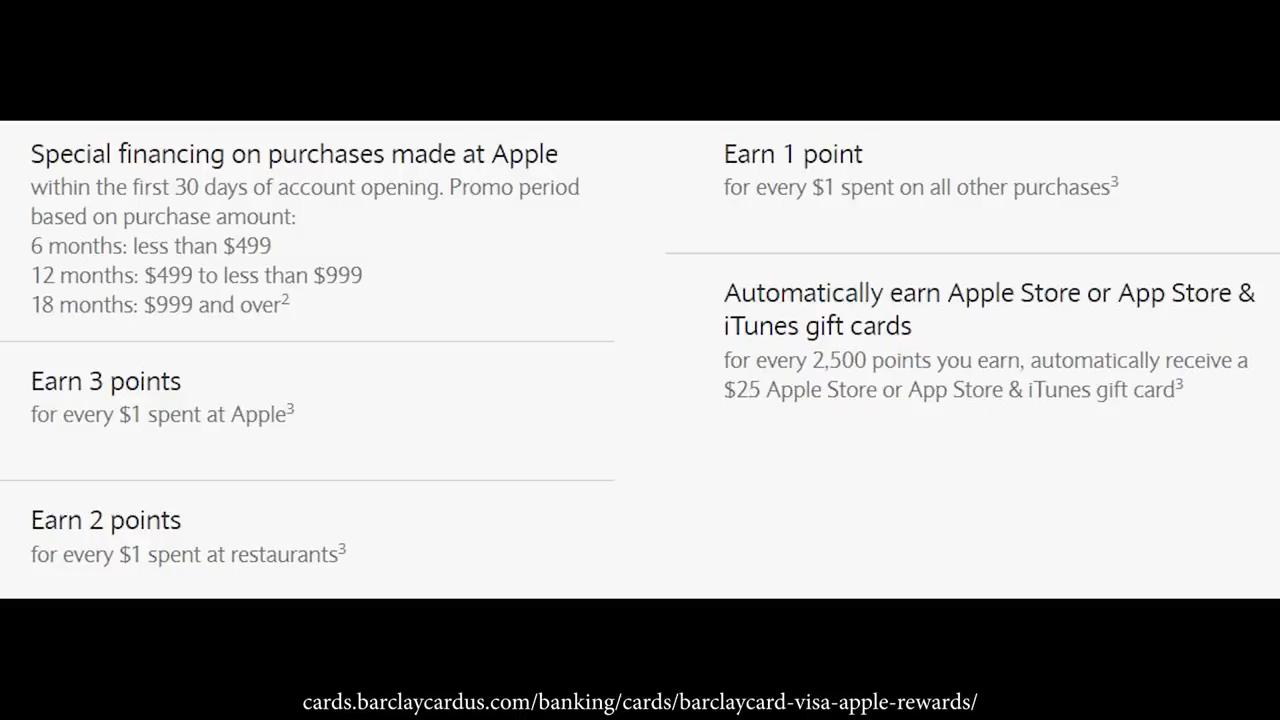 Special financing on purchases made at Apple
within the first 30 days of account opening. Promo period
based on purchase amount:
6 months: less than $499
12 months: $499 to less than $999
18 months: $999 and over²
Earn 3 points
for every $1 spent at Apple³
Earn 2 points
for every $1 spent at restaurants³
Earn 1 point
for every $1 spent on all other purchases³
Automatically earn Apple Store or App Store &
iTunes gift cards
for every 2,500 points you earn, automatically receive a
$25 Apple Store or App Store & iTunes gift card³
cards.barclaycardus.com/banking/cards/barclaycard-visa-apple-rewards/